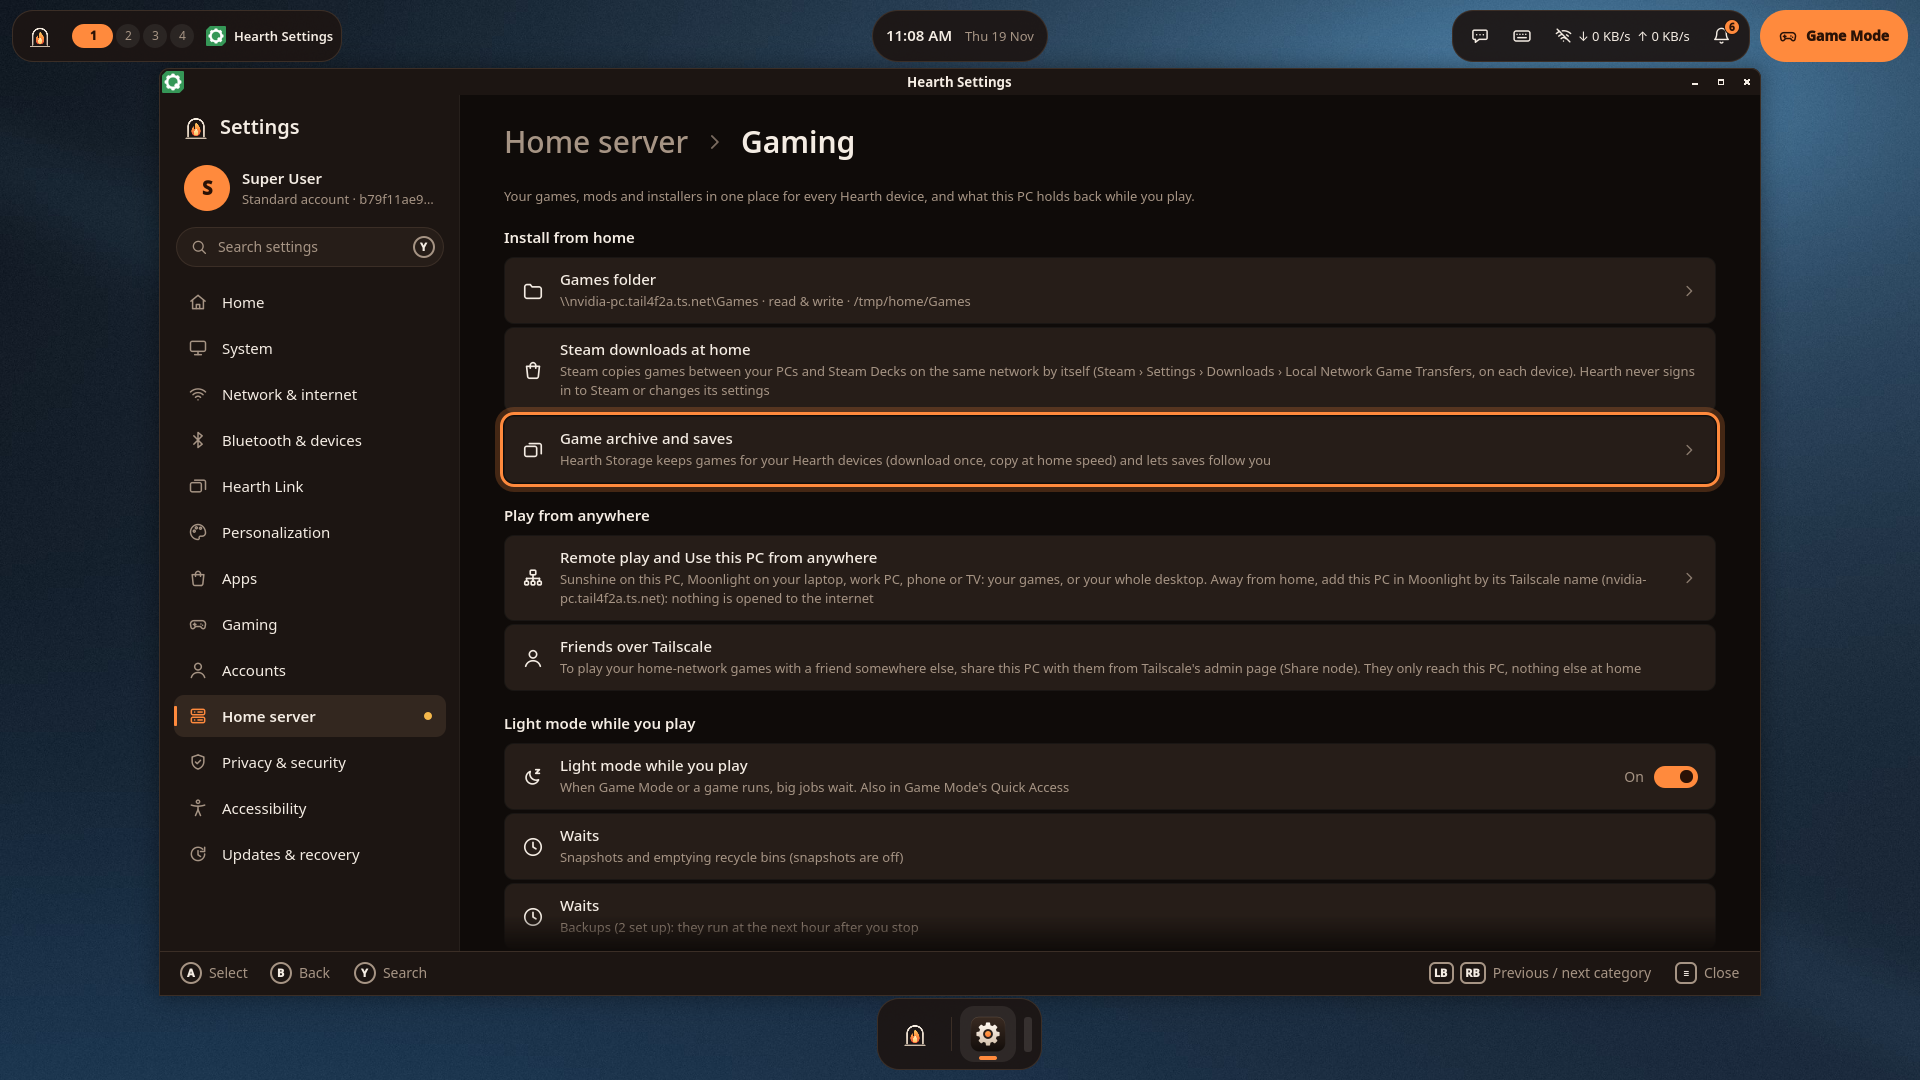 1 2 3 4 Hearth Settings
11:08 AM Thu 19 Nov
↓ 0 KB/s ↑ 0 KB/s
6
Game Mode
Hearth Settings
Settings
S
Super User
Standard account · b79f11ae9...
Search settings
Y
Home
System
Network & internet
Bluetooth & devices
Hearth Link
Personalization
Apps
Gaming
Accounts
Home server
Privacy & security
Accessibility
Updates & recovery
Home server › Gaming
Your games, mods and installers in one place for every Hearth device, and what this PC holds back while you play.
Install from home
Games folder
\\nvidia-pc.tail4f2a.ts.net\Games · read & write · /tmp/home/Games
Steam downloads at home
Steam copies games between your PCs and Steam Decks on the same network by itself (Steam › Settings › Downloads › Local Network Game Transfers, on each device). Hearth never signs
in to Steam or changes its settings
Game archive and saves
Hearth Storage keeps games for your Hearth devices (download once, copy at home speed) and lets saves follow you
Play from anywhere
Remote play and Use this PC from anywhere
Sunshine on this PC, Moonlight on your laptop, work PC, phone or TV: your games, or your whole desktop. Away from home, add this PC in Moonlight by its Tailscale name (nvidia-
pc.tail4f2a.ts.net): nothing is opened to the internet
Friends over Tailscale
To play your home-network games with a friend somewhere else, share this PC with them from Tailscale's admin page (Share node). They only reach this PC, nothing else at home
Light mode while you play
Light mode while you play
When Game Mode or a game runs, big jobs wait. Also in Game Mode's Quick Access
On
Waits
Snapshots and emptying recycle bins (snapshots are off)
Waits
Backups (2 set up): they run at the next hour after you stop
A Select B Back Y Search
LB RB Previous / next category ≡ Close